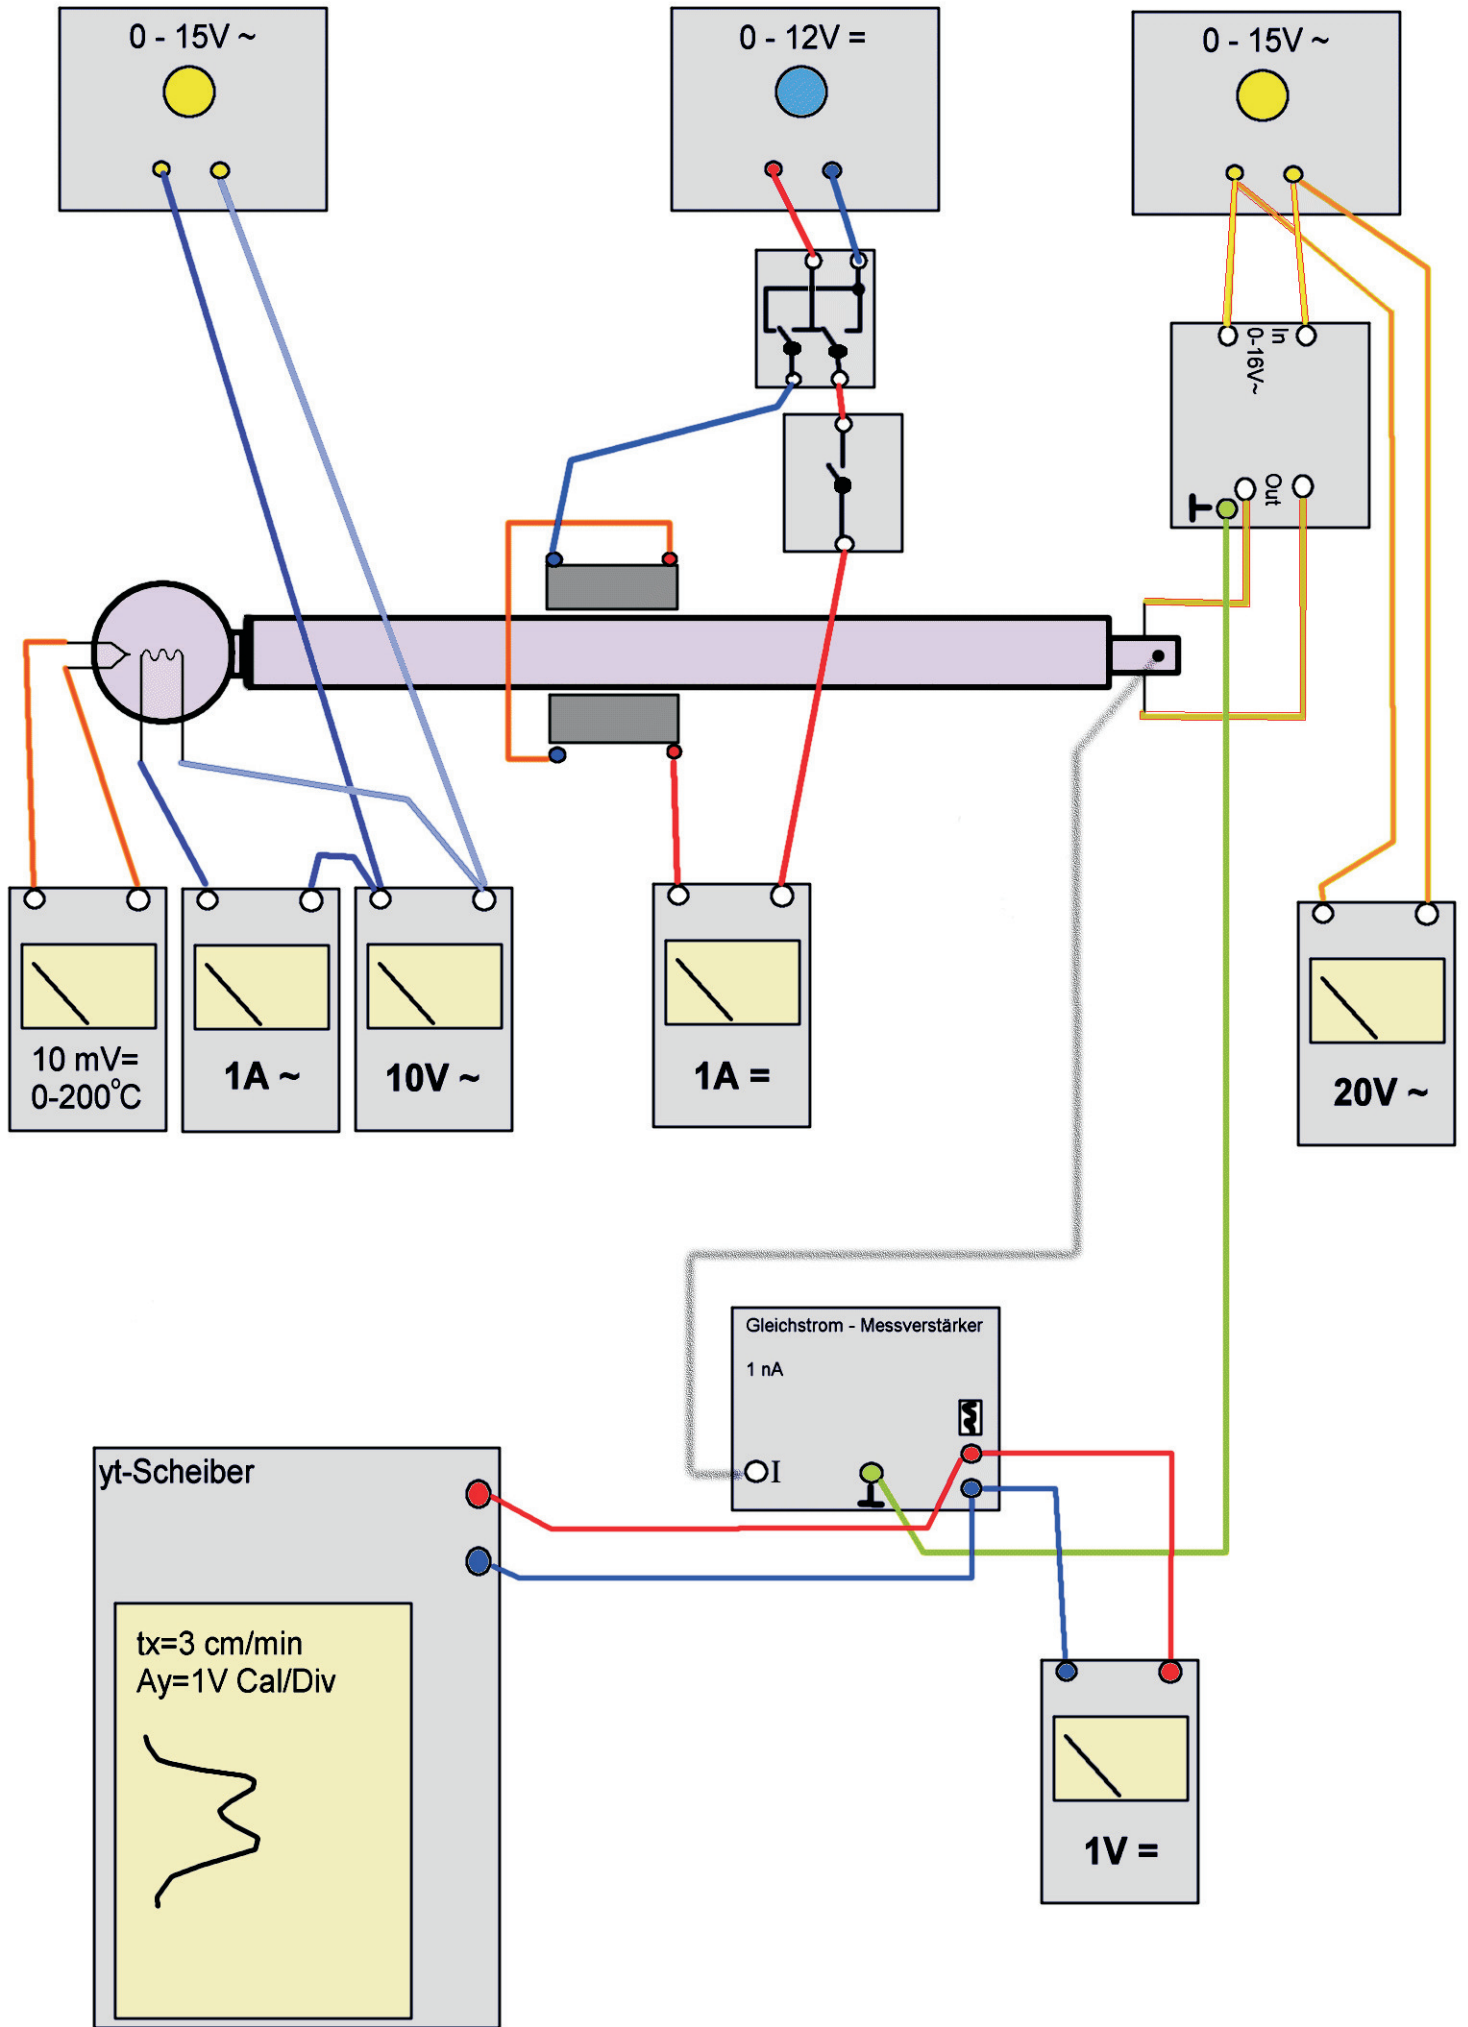 0 - 15V ~
0 - 12V =
0 - 15V ~
In
0-16V~
Out
10 mV=
0-200°C
1A ~
10V ~
1A =
20V ~
Gleichstrom - Messverstärker
1 nA
I
yt-Scheiber
tx=3 cm/min
Ay=1V Cal/Div
1V =